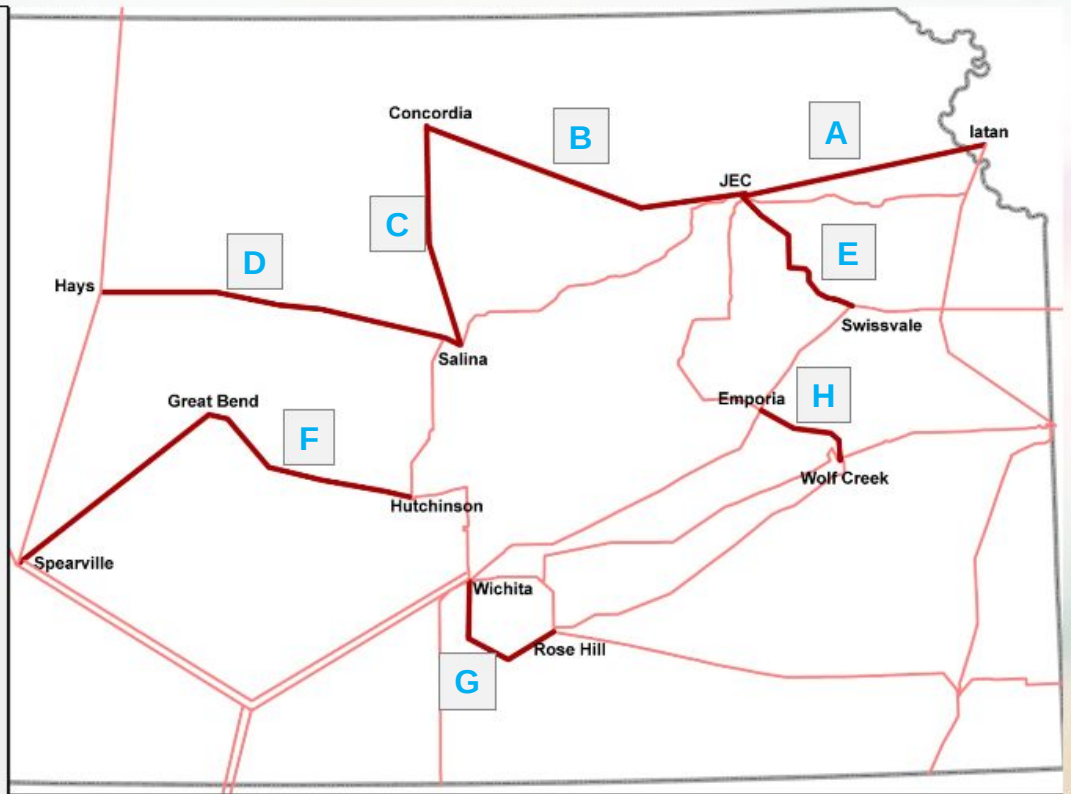 Concordia
B
A
Iatan
JEC
C
D
E
Hays
Swissvale
Salina
Great Bend
Emporia
H
F
Wolf Creek
Hutchinson
Spearville
Wichita
Rose Hill
G